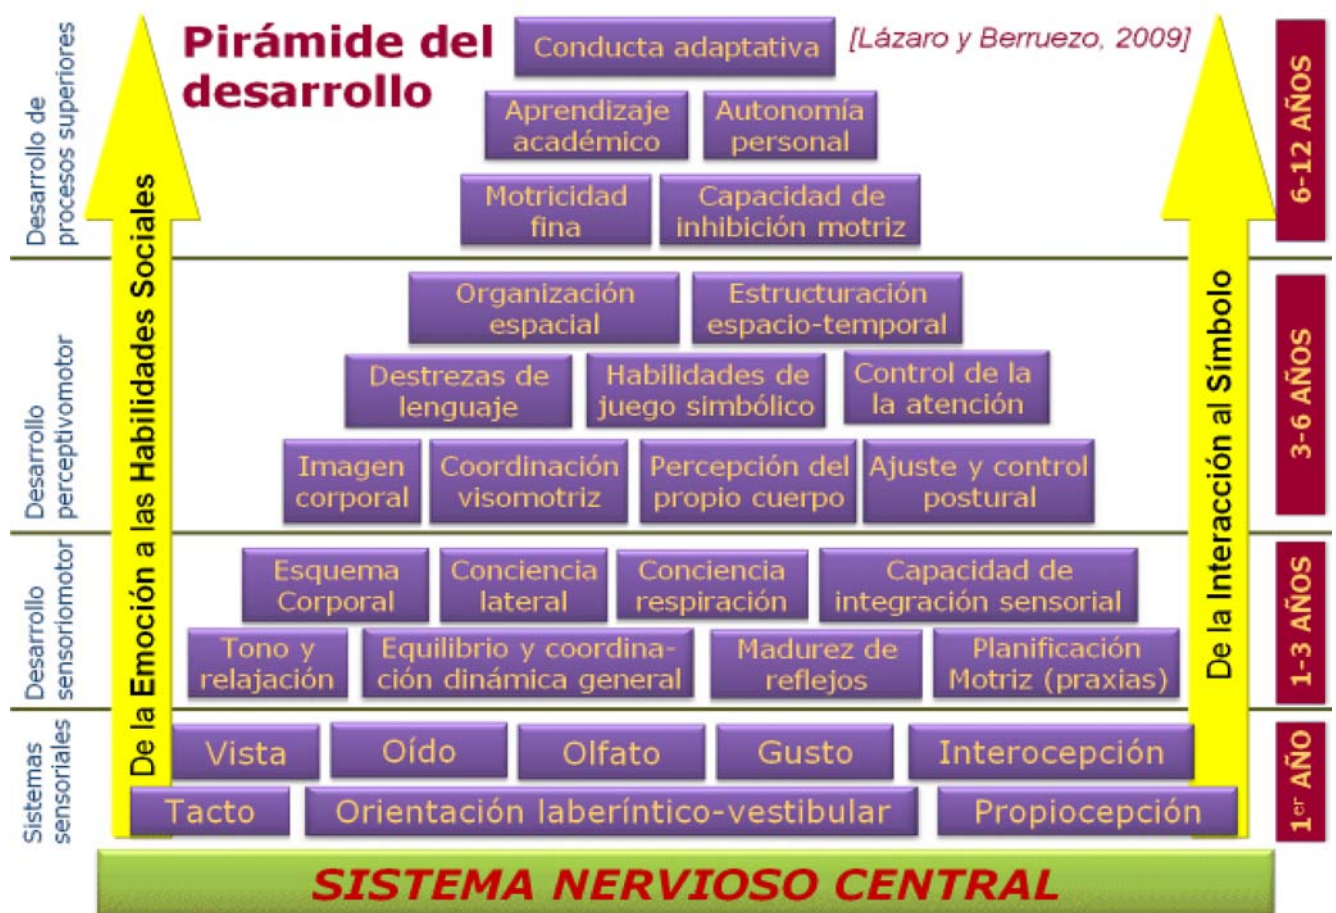 Pirámide del
desarrollo
[Lázaro y Berruezo, 2009]
Conducta adaptativa
Aprendizaje
académico
Autonomía
personal
Motricidad
fina
Capacidad de
inhibición motriz
Desarrollo de
procesos superiores
6-12 AÑOS
Organización
espacial
Estructuración
espacio-temporal
Destrezas de
lenguaje
Habilidades de
juego simbólico
Control de la
la atención
Imagen
corporal
Coordinación
visomotriz
Percepción del
propio cuerpo
Ajuste y control
postural
Desarrollo
perceptivomotor
3-6 AÑOS
Esquema
Corporal
Conciencia
lateral
Conciencia
respiración
Capacidad de
integración sensorial
Tono y
relajación
Equilibrio y coordina-
ción dinámica general
Madurez de
reflejos
Planificación
Motriz (praxias)
Desarrollo
sensoriomotor
1-3 AÑOS
Vista
Oído
Olfato
Gusto
Interocepción
Tacto
Orientación laberíntico-vestibular
Propiocepción
Sistemas
sensoriales
1er AÑO
De la Emoción a las Habilidades Sociales
De la Interacción al Símbolo
SISTEMA NERVIOSO CENTRAL